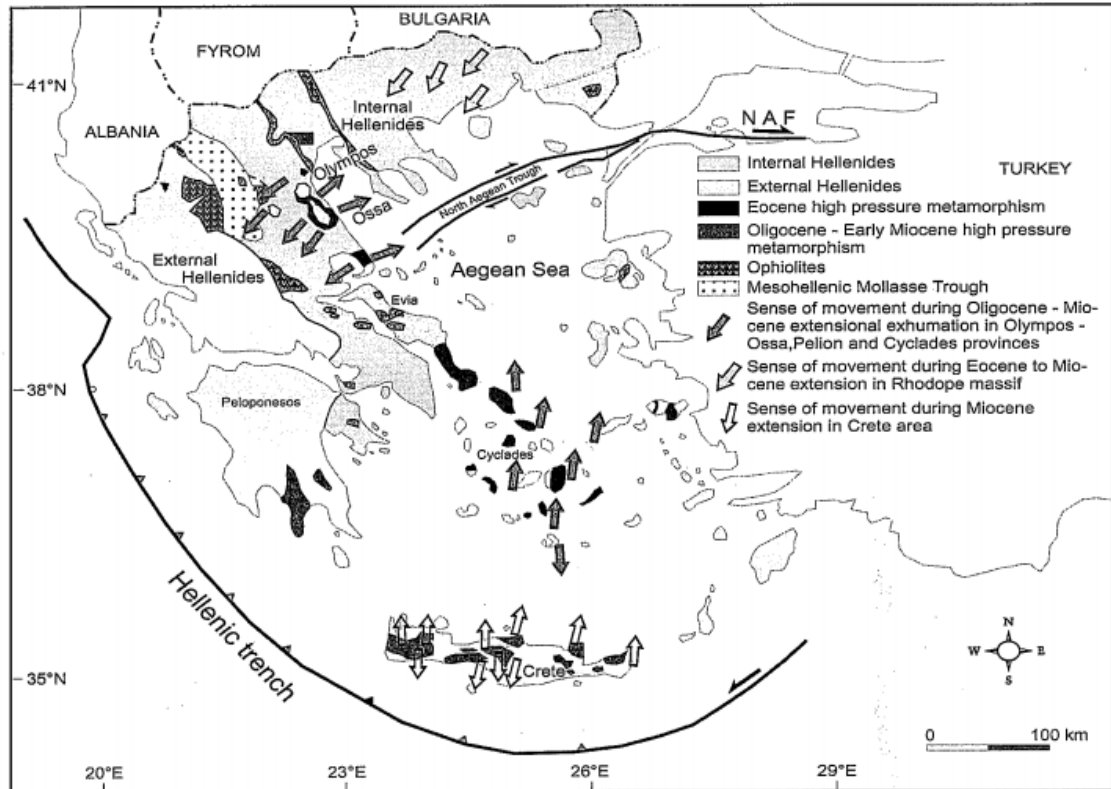 BULGARIA
FYROM
41°N
ALBANIA
Internal
Hellenides
Olympos
Ossa
N A F
North Aegean Trough
TURKEY
Internal Hellenides
External Hellenides
Eocene high pressure metamorphism
Oligocene - Early Miocene high pressure
metamorphism
Ophiolites
Mesohellenic Mollasse Trough
Sense of movement during Oligocene - Mio-
cene extensional exhumation in Olympos -
Ossa,Pelion and Cyclades provinces
Sense of movement during Eocene to Mio-
cene extension in Rhodope massif
Sense of movement during Miocene
extension in Crete area
External
Hellenides
Aegean Sea
Evia
38°N
Peloponesos
Cyclades
Hellenic trench
Crete
35°N
N
W E
S
0 100 km
20°E 23°E 26°E 29°E